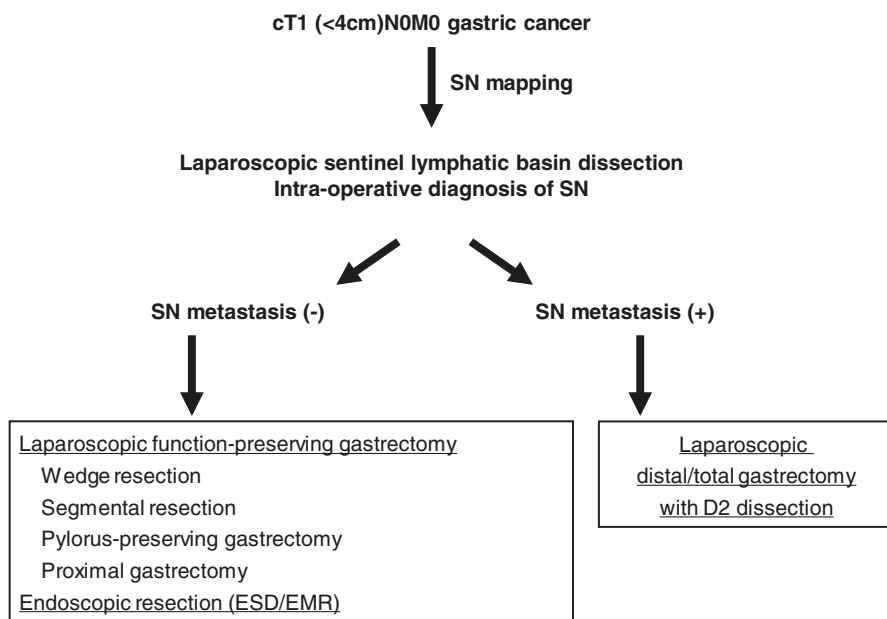 cT1 (<4cm)N0M0 gastric cancer
SN mapping
Laparoscopic sentinel lymphatic basin dissection
Intra-operative diagnosis of SN
SN metastasis (-)
SN metastasis (+)
Laparoscopic function-preserving gastrectomy
Wedge resection
Segmental resection
Pylorus-preserving gastrectomy
Proximal gastrectomy
Endoscopic resection (ESD/EMR)
Laparoscopic
distal/total gastrectomy
with D2 dissection